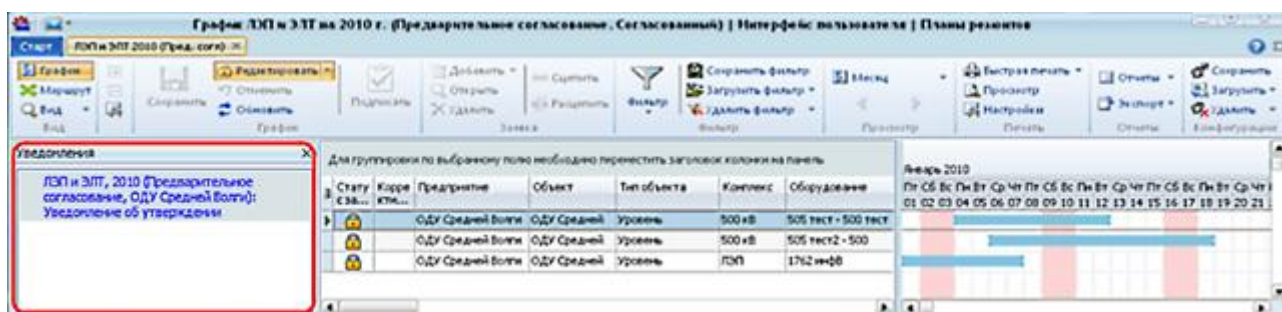 График ЛЭП и ЭЛТ на 2010 г. (Предварительное согласование, Согласованный) | Интерфейс пользователя | Планы ремонтов
Старт ЛЭП и ЭЛТ 2010 (Пред. согл)
График Редактировать Добавить Сцепить Сохранить фильтр Месяц Быстрая печать Отчеты Сохранить
Маршрут Сохранить Отменить Подписать Открыть Фильтр Загрузить фильтр Просмотр Экспорт Загрузить
Вид Обновить Удалить Расцепить Удалить фильтр Настройки Удалить
Вид График Заявка Фильтр Просмотр Печать Отчеты Конфигурация
Уведомления
ЛЭП и ЭЛТ, 2010 (Предварительное
согласование, ОДУ Средней Волги):
Уведомление об утверждении
Для группировки по выбранному полю необходимо переместить заголовок колонки на панель
Январь 2010
Стату Корре Предприятие Объект Тип объекта Комплекс Оборудование
с за... кти...
Пт Сб Вс Пн Вт Ср Чт Пт Сб Вс Пн Вт Ср Чт Пт Сб Вс Пн Вт Ср Чт
01 02 03 04 05 06 07 08 09 10 11 12 13 14 15 16 17 18 19 20 21
ОДУ Средней Волги ОДУ Средней Уровень 500 кВ 505 тест - 500 тест
ОДУ Средней Волги ОДУ Средней Уровень 500 кВ 505 тест2 - 500
ОДУ Средней Волги ОДУ Средней Уровень ЛЭП 1762 инфВ